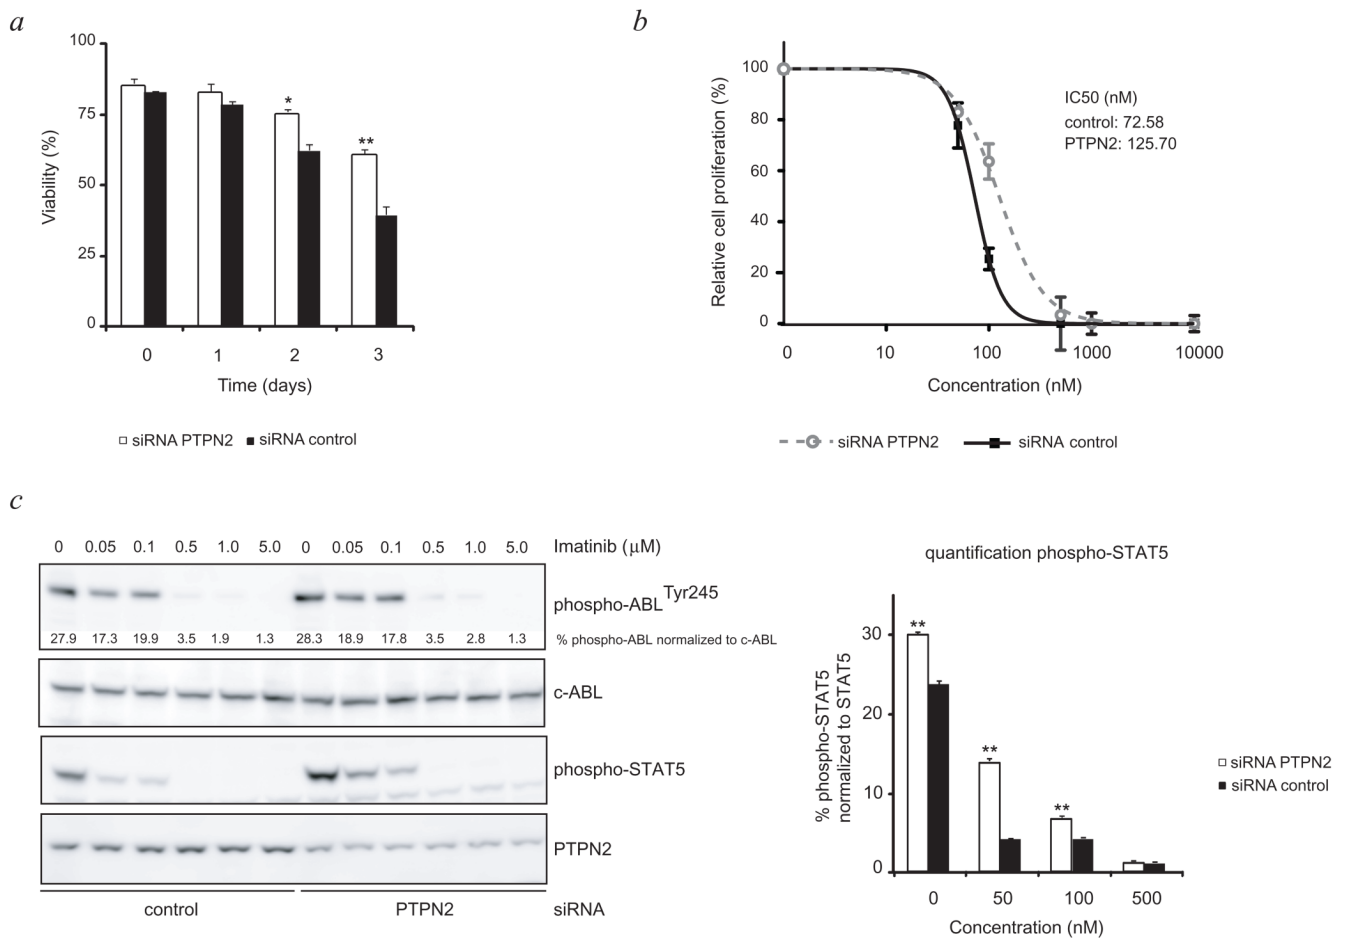 a
100
75
50
25
0
Viability (%)
*
**
0 1 2 3
Time (days)
siRNA PTPN2 siRNA control
b
100
80
60
40
20
0
Relative cell proliferation (%)
IC50 (nM)
control: 72.58
PTPN2: 125.70
0 10 100 1000 10000
Concentration (nM)
siRNA PTPN2 siRNA control
c
0 0.05 0.1 0.5 1.0 5.0 0 0.05 0.1 0.5 1.0 5.0 Imatinib (μM)
phospho-ABL Tyr245
27.9 17.3 19.9 3.5 1.9 1.3 28.3 18.9 17.8 3.5 2.8 1.3 % phospho-ABL normalized to c-ABL
c-ABL
phospho-STAT5
PTPN2
control PTPN2 siRNA
quantification phospho-STAT5
30
20
10
0
% phospho-STAT5
normalized to STAT5
**
**
**
0 50 100 500
Concentration (nM)
siRNA PTPN2
siRNA control